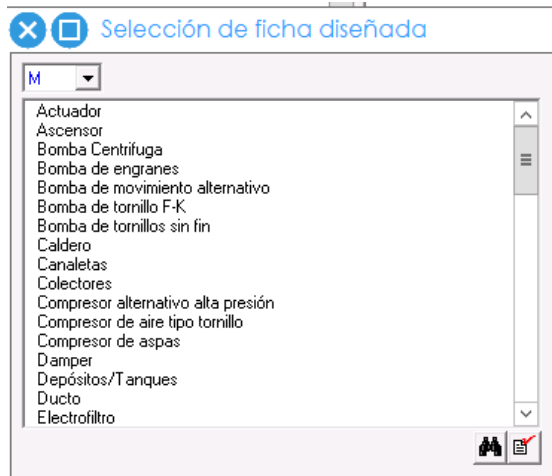 Selección de ficha diseñada
M
Actuador
Ascensor
Bomba Centrifuga
Bomba de engranes
Bomba de movimiento alternativo
Bomba de tornillo F-K
Bomba de tornillos sin fin
Caldero
Canaletas
Colectores
Compresor alternativo alta presión
Compresor de aire tipo tornillo
Compresor de aspas
Damper
Depósitos/Tanques
Ducto
Electrofiltro